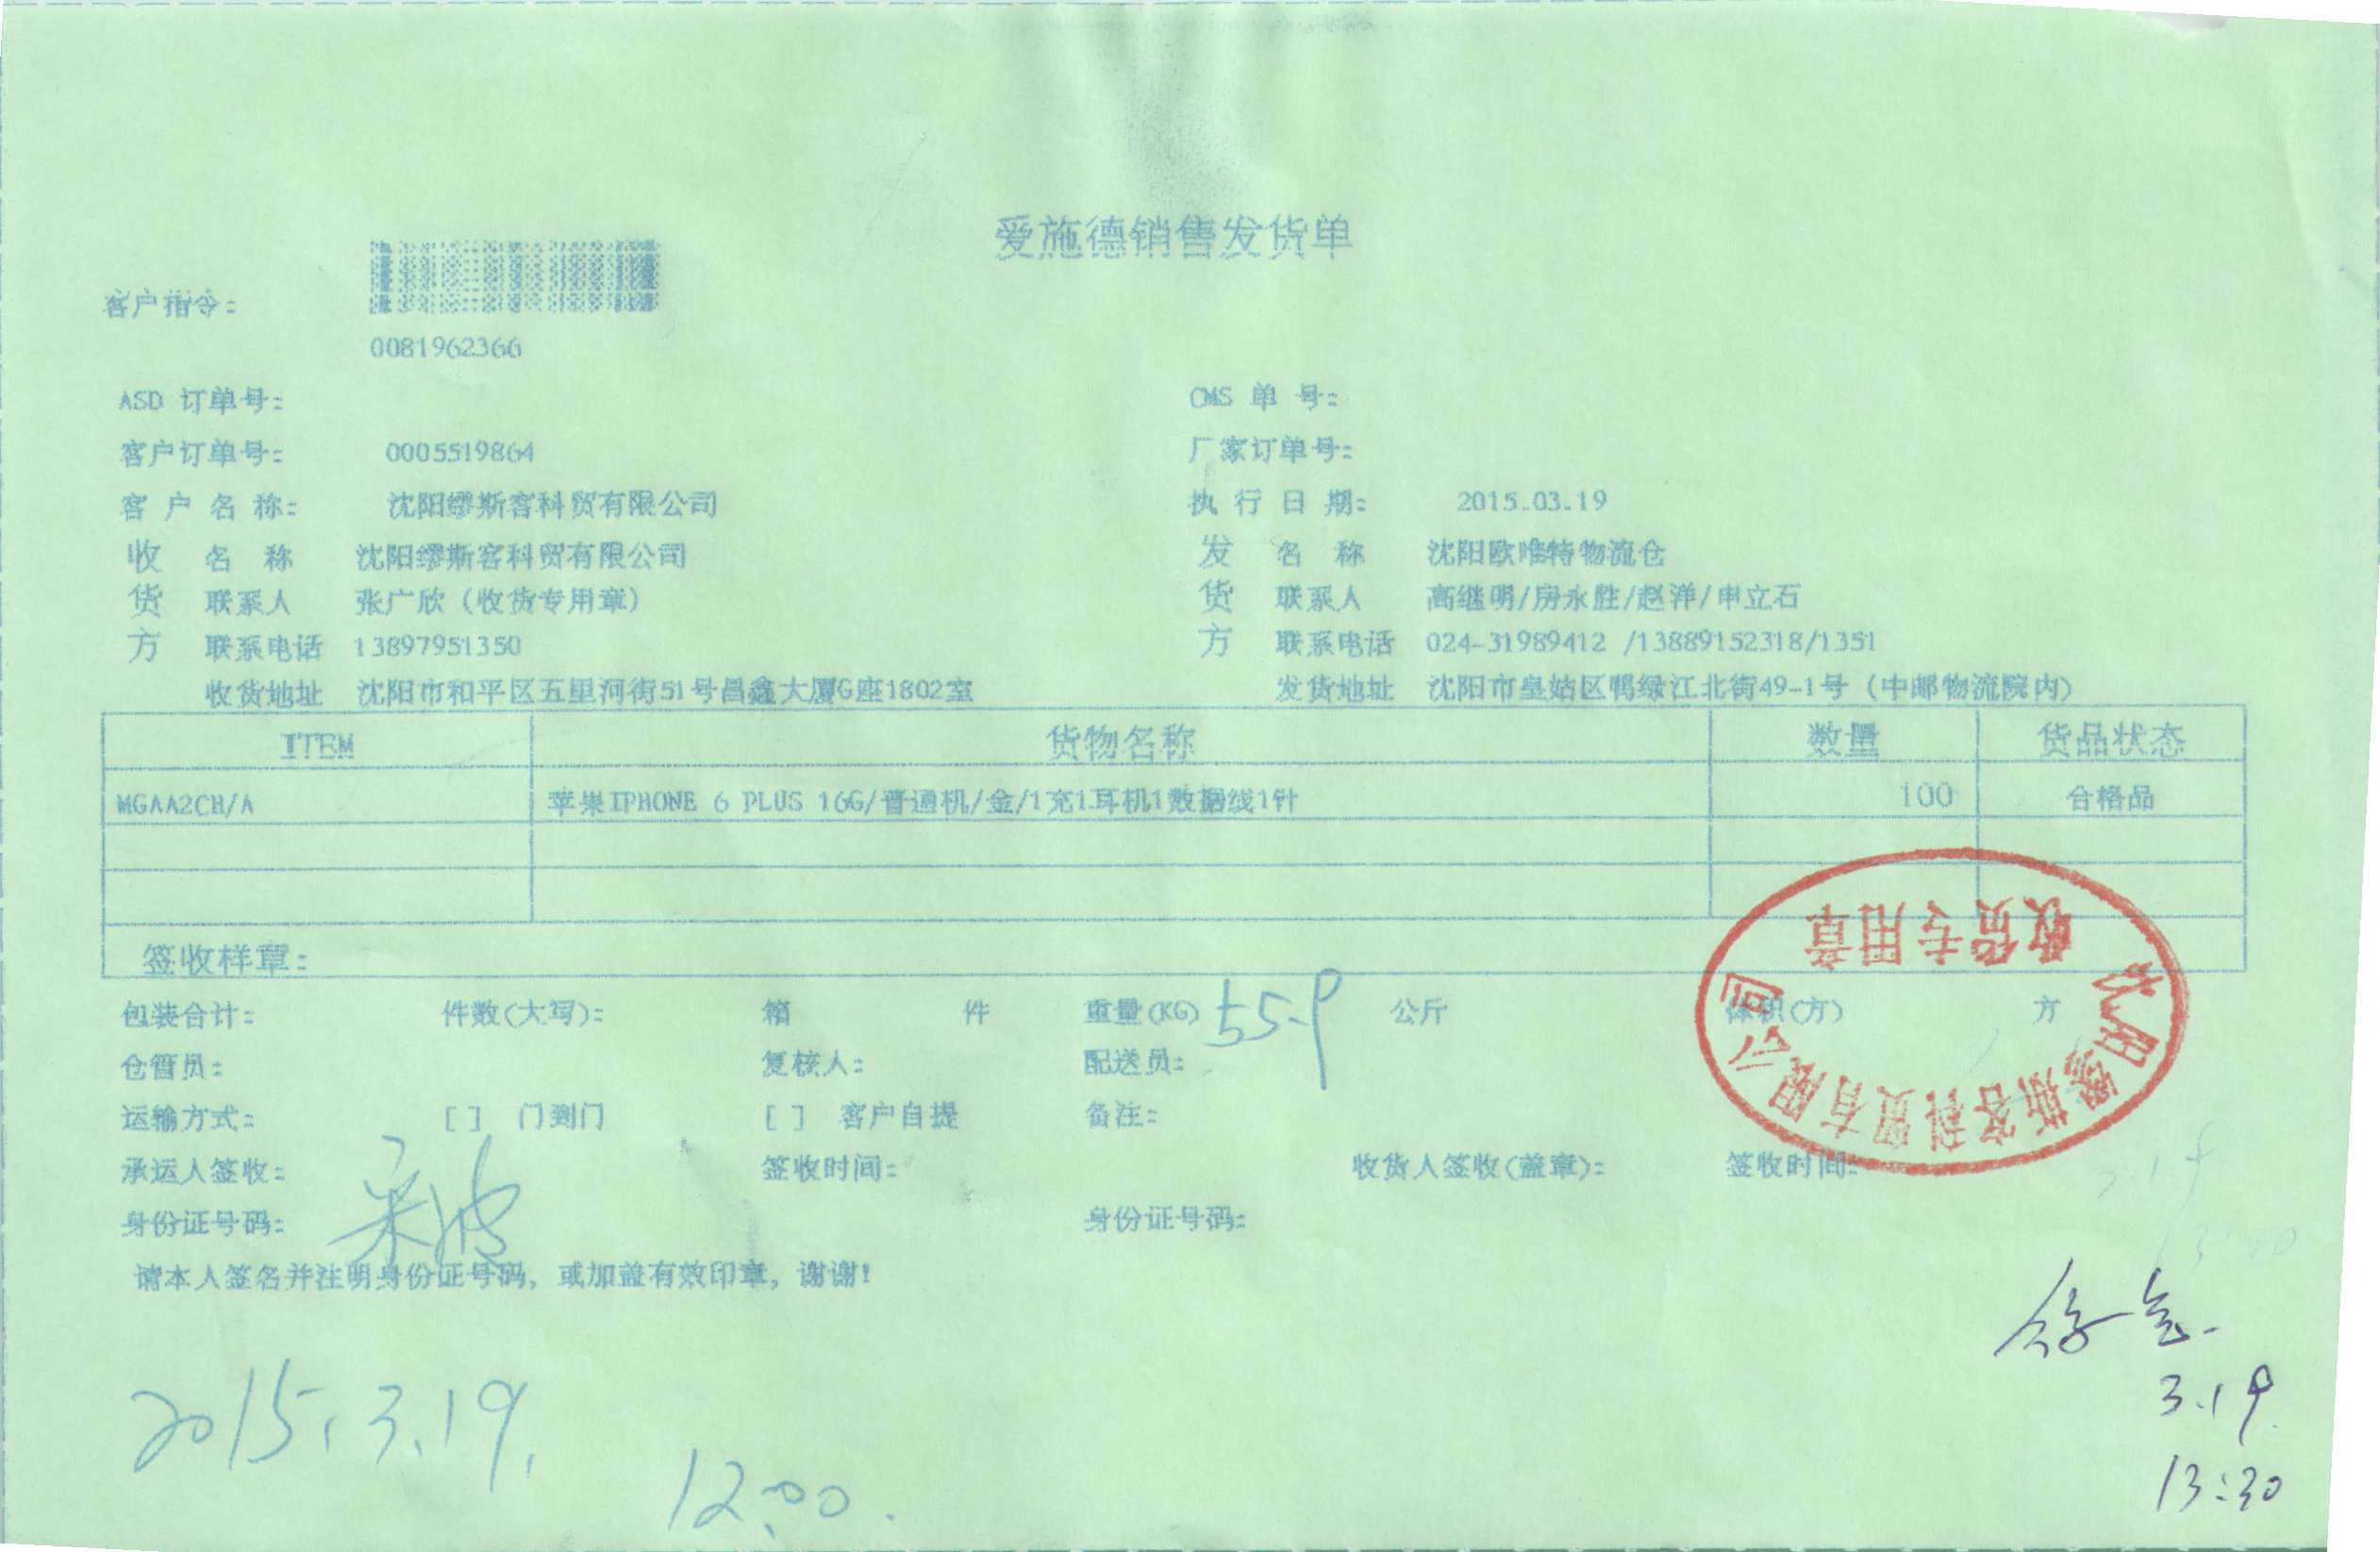 爱施德销售发货单
客户指令:
0081962366
ASD 订单号: CMS 单 号:
客户订单号: 0005519864 厂家订单号:
客 户 名 称: 沈阳缪斯客科贸有限公司 执 行 日 期: 2015.03.19
收 名 称 沈阳缪斯客科贸有限公司 发 名 称 沈阳欧唯特物流仓
货 联系人 张广欣（收货专用章） 货 联系人 高继明/房永胜/赵洋/申立石
方 联系电话 13897951350 方 联系电话 024-31989412 /13889152318/1351
收货地址 沈阳市和平区五里河街51号昌鑫大厦G座1802室 发货地址 沈阳市皇姑区鸭绿江北街49-1号（中邮物流院内）
ITEM 货物名称 数量 货品状态
MGAA2CH/A 苹果IPHONE 6 PLUS 16G/普通机/金/1充1耳机1数据线1针 100 合格品
收货专用章
沈阳缪斯客科贸有限公司
签收样章:
包装合计: 件数(大写): 箱 件 重量(KG) 55.9 公斤 体积(方) 方
仓管员: 复核人: 配送员:
运输方式: [ ] 门到门 [ ] 客户自提 备注:
承运人签收: 签收时间: 收货人签收(盖章): 签收时间:
身份证号码: 身份证号码:
请本人签名并注明身份证号码，或加盖有效印章，谢谢!
2015.3.19.
12:00.
3.19
13:30